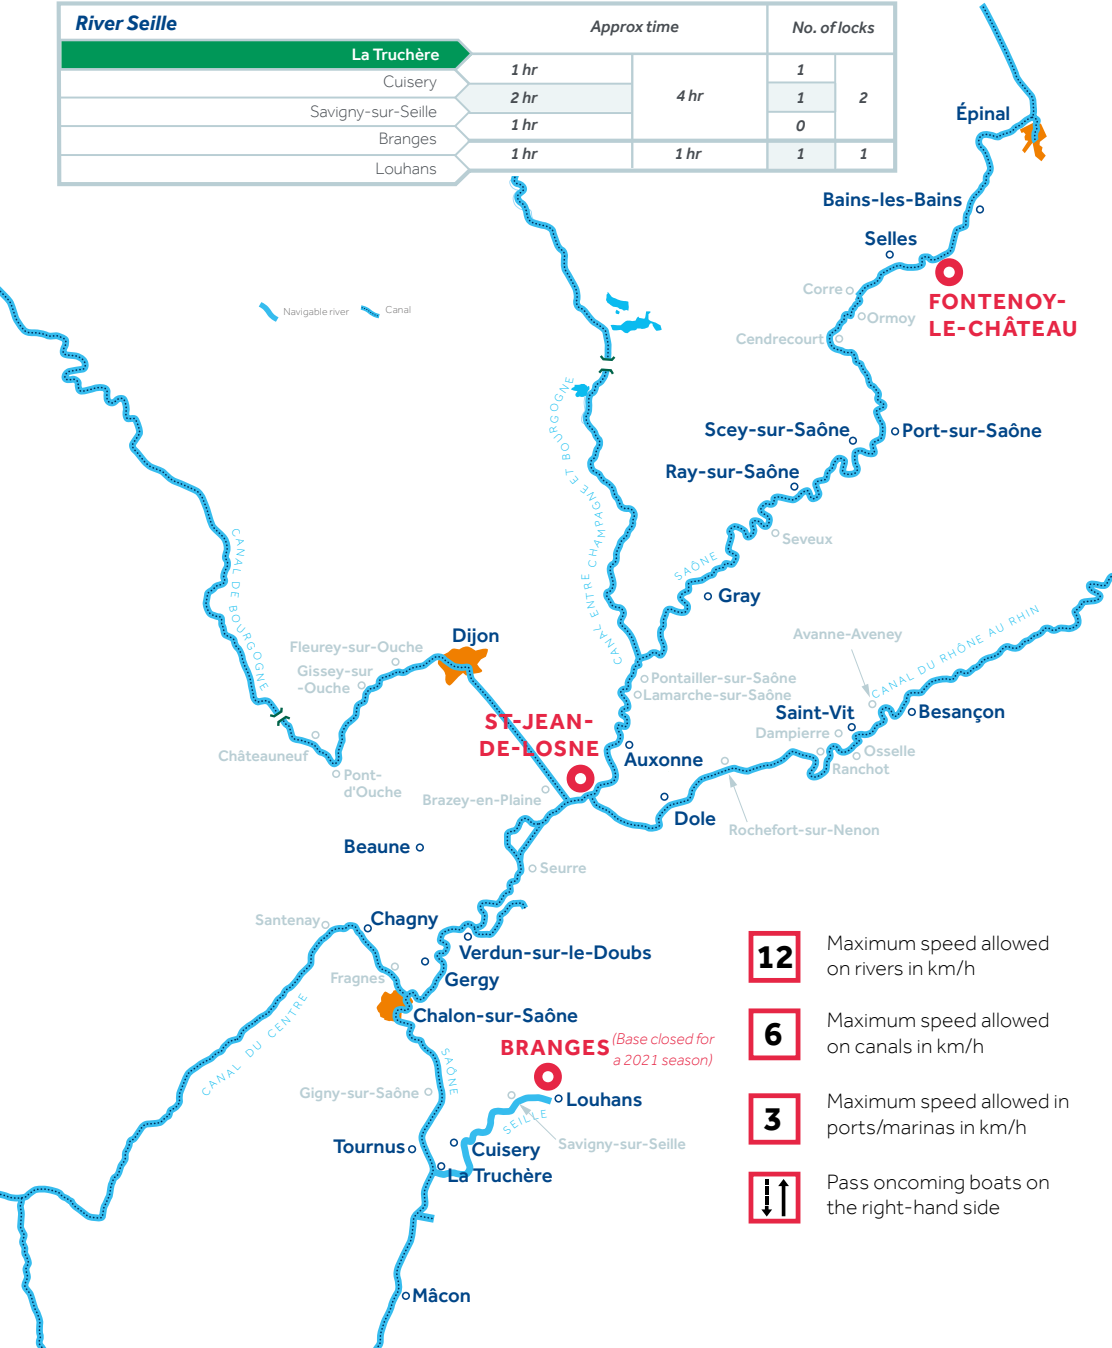 River Seille
Approx time
No. of locks
La Truchère
1 hr
1
Cuisery
2 hr
4 hr
1
2
Savigny-sur-Seille
1 hr
0
Branges
1 hr
1 hr
1
1
Louhans
Épinal
Bains-les-Bains
Selles
Corre
FONTENOY-
LE-CHÂTEAU
Navigable river
Canal
Ormoy
Cendrecourt
CANAL ENTRE CHAMPAGNE ET BOURGOGNE
Scey-sur-Saône
Port-sur-Saône
Ray-sur-Saône
Seveux
CANAL DE BOURGOGNE
SAÔNE
Gray
CANAL DU RHÔNE AU RHIN
Avanne-Aveney
Dijon
Fleurey-sur-Ouche
Gissey-sur
-Ouche
Pontailler-sur-Saône
Lamarche-sur-Saône
Saint-Vit
Besançon
ST-JEAN-
DE-LOSNE
Dampierre
Osselle
Ranchot
Châteauneuf
Auxonne
Pont-
d'Ouche
Brazey-en-Plaine
Dole
Rochefort-sur-Nenon
Beaune
Seurre
Santenay
Chagny
Verdun-sur-le-Doubs
Fragnes
Gergy
Chalon-sur-Saône
CANAL DU CENTRE
12
Maximum speed allowed
on rivers in km/h
BRANGES
(Base closed for
a 2021 season)
6
Maximum speed allowed
on canals in km/h
SAÔNE
Gigny-sur-Saône
Louhans
SEILLE
Savigny-sur-Seille
3
Maximum speed allowed in
ports/marinas in km/h
Tournus
Cuisery
La Truchère
Pass oncoming boats on
the right-hand side
Mâcon